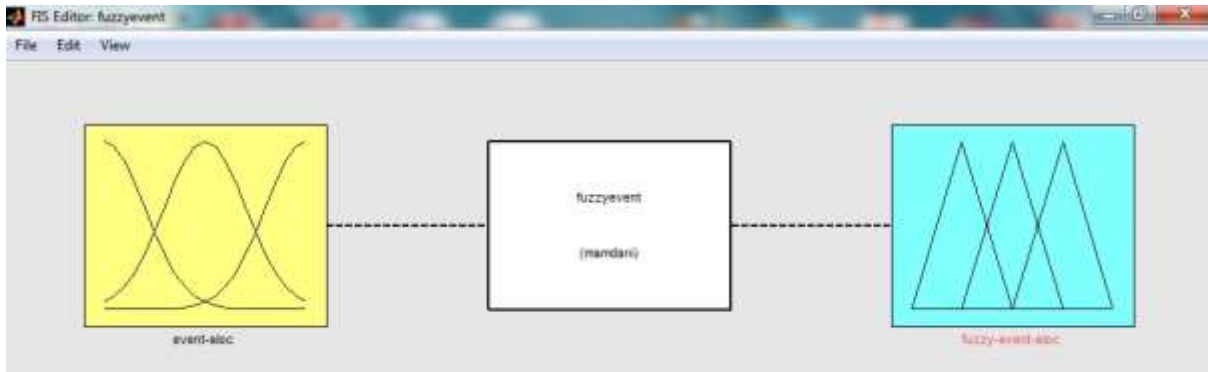 FIS Editor: fuzzyevent
File Edit View
fuzzyevent
(mamdani)
event-aloc
fuzzy-event-aloc